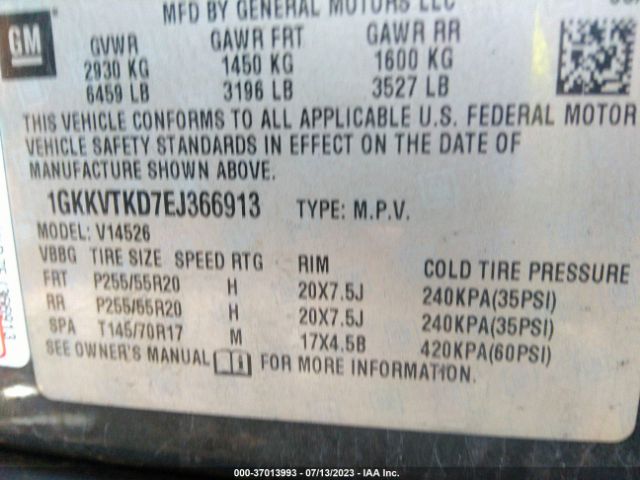 MFD BY GENERAL MOTORS LLC
GM
GVWR GAWR FRT GAWR RR
2930 KG 1450 KG 1600 KG
6459 LB 3196 LB 3527 LB
THIS VEHICLE CONFORMS TO ALL APPLICABLE U.S. FEDERAL MOTOR
VEHICLE SAFETY STANDARDS IN EFFECT ON THE DATE OF
MANUFACTURE SHOWN ABOVE.
1GKKVTKD7EJ366913 TYPE: M.P.V.
MODEL: V14526
VBBG TIRE SIZE SPEED RTG RIM COLD TIRE PRESSURE
FRT P255/55R20 H 20X7.5J 240KPA(35PSI)
RR P255/55R20 H 20X7.5J 240KPA(35PSI)
SPA T145/70R17 M 17X4.5B 420KPA(60PSI)
SEE OWNER'S MANUAL FOR MORE INFORMATION.
000-37013993 - 07/13/2023 - IAA Inc.